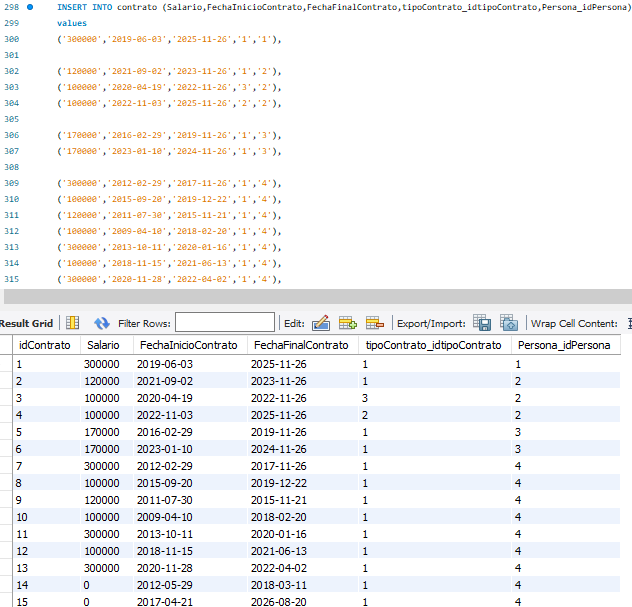 298 INSERT INTO contrato (Salario,FechaInicioContrato,FechaFinalContrato,tipoContrato_idtipoContrato,Persona_idPersona)
299 values
300 ('300000','2019-06-03','2025-11-26','1','1'),
301
302 ('120000','2021-09-02','2023-11-26','1','2'),
303 ('100000','2020-04-19','2022-11-26','3','2'),
304 ('100000','2022-11-03','2025-11-26','2','2'),
305
306 ('170000','2016-02-29','2019-11-26','1','3'),
307 ('170000','2023-01-10','2024-11-26','1','3'),
308
309 ('300000','2012-02-29','2017-11-26','1','4'),
310 ('100000','2015-09-20','2019-12-22','1','4'),
311 ('120000','2011-07-30','2015-11-21','1','4'),
312 ('100000','2009-04-10','2018-02-20','1','4'),
313 ('300000','2013-10-11','2020-01-16','1','4'),
314 ('100000','2018-11-15','2021-06-13','1','4'),
315 ('300000','2020-11-28','2022-04-02','1','4'),
Result Grid Filter Rows: Edit: Export/Import: Wrap Cell Content:
idContrato Salario FechaInicioContrato FechaFinalContrato tipoContrato_idtipoContrato Persona_idPersona
1 300000 2019-06-03 2025-11-26 1 1
2 120000 2021-09-02 2023-11-26 1 2
3 100000 2020-04-19 2022-11-26 3 2
4 100000 2022-11-03 2025-11-26 2 2
5 170000 2016-02-29 2019-11-26 1 3
6 170000 2023-01-10 2024-11-26 1 3
7 300000 2012-02-29 2017-11-26 1 4
8 100000 2015-09-20 2019-12-22 1 4
9 120000 2011-07-30 2015-11-21 1 4
10 100000 2009-04-10 2018-02-20 1 4
11 300000 2013-10-11 2020-01-16 1 4
12 100000 2018-11-15 2021-06-13 1 4
13 300000 2020-11-28 2022-04-02 1 4
14 0 2012-05-29 2018-03-11 1 4
15 0 2017-04-21 2026-08-20 1 4